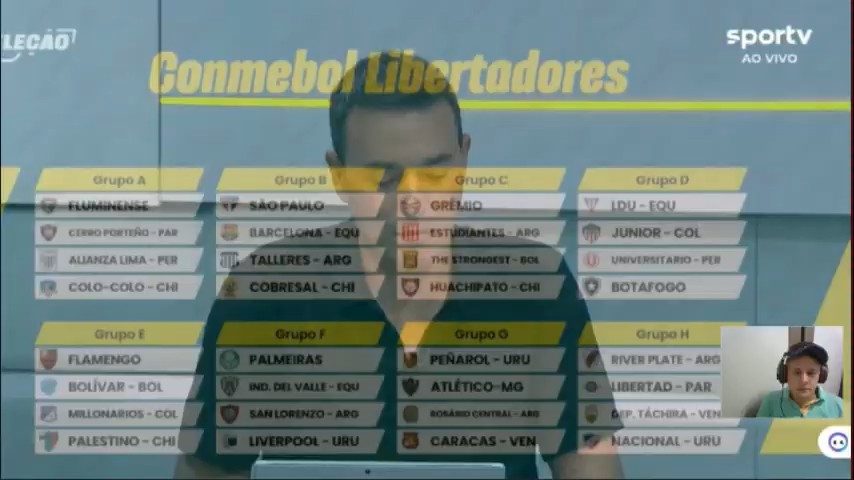 LEÇÃO
sportv
AO VIVO
Conmebol Libertadores
Grupo A
FLUMINENSE
CERRO PORTEÑO - PAR
ALIANZA LIMA - PER
COLO-COLO - CHI
Grupo B
SÃO PAULO
BARCELONA - EQU
TALLERES - ARG
COBRESAL - CHI
Grupo C
GRÊMIO
ESTUDIANTES - ARG
THE STRONGEST - BOL
HUACHIPATO - CHI
Grupo D
LDU - EQU
JUNIOR - COL
UNIVERSITARIO - PER
BOTAFOGO
Grupo E
FLAMENGO
BOLÍVAR - BOL
MILLONARIOS - COL
PALESTINO - CHI
Grupo F
PALMEIRAS
IND. DEL VALLE - EQU
SAN LORENZO - ARG
LIVERPOOL - URU
Grupo G
PEÑAROL - URU
ATLÉTICO-MG
ROSÁRIO CENTRAL - ARG
CARACAS - VEN
Grupo H
RIVER PLATE - ARG
LIBERTAD - PAR
DEP. TÁCHIRA - VEN
NACIONAL - URU